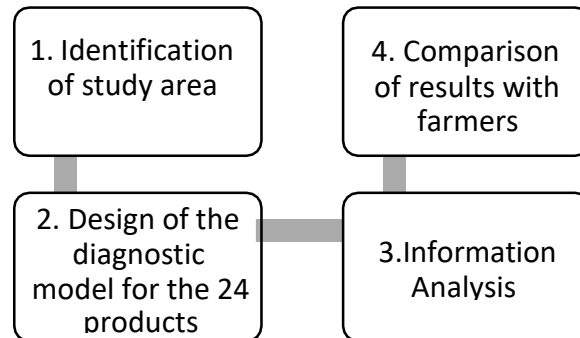 1. Identification
of study area
2. Design of the
diagnostic
model for the 24
products
3.Information
Analysis
4. Comparison
of results with
farmers